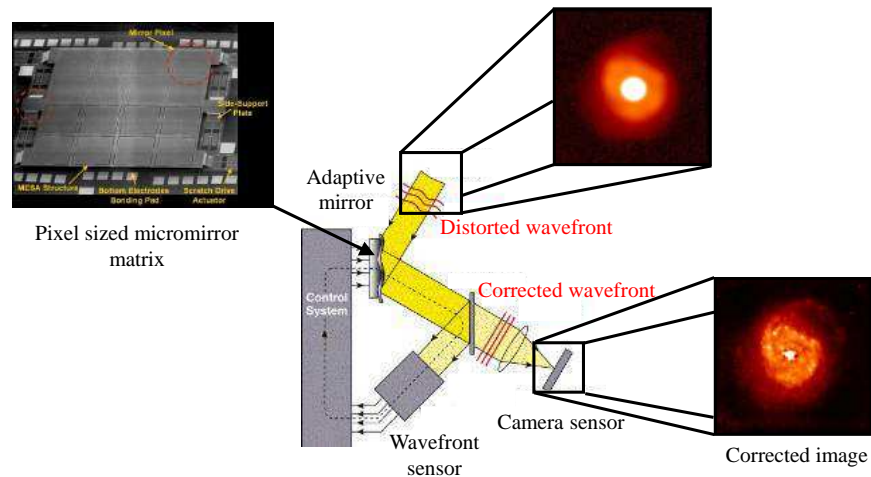 Mirror Pixel
Side-Support
Plate
MESA Structure
Bottom Electrodes
Bonding Pad
Scratch Drive
Actuator
Pixel sized micromirror
matrix
Adaptive
mirror
Distorted wavefront
Corrected wavefront
Control
System
Wavefront
sensor
Camera sensor
Corrected image